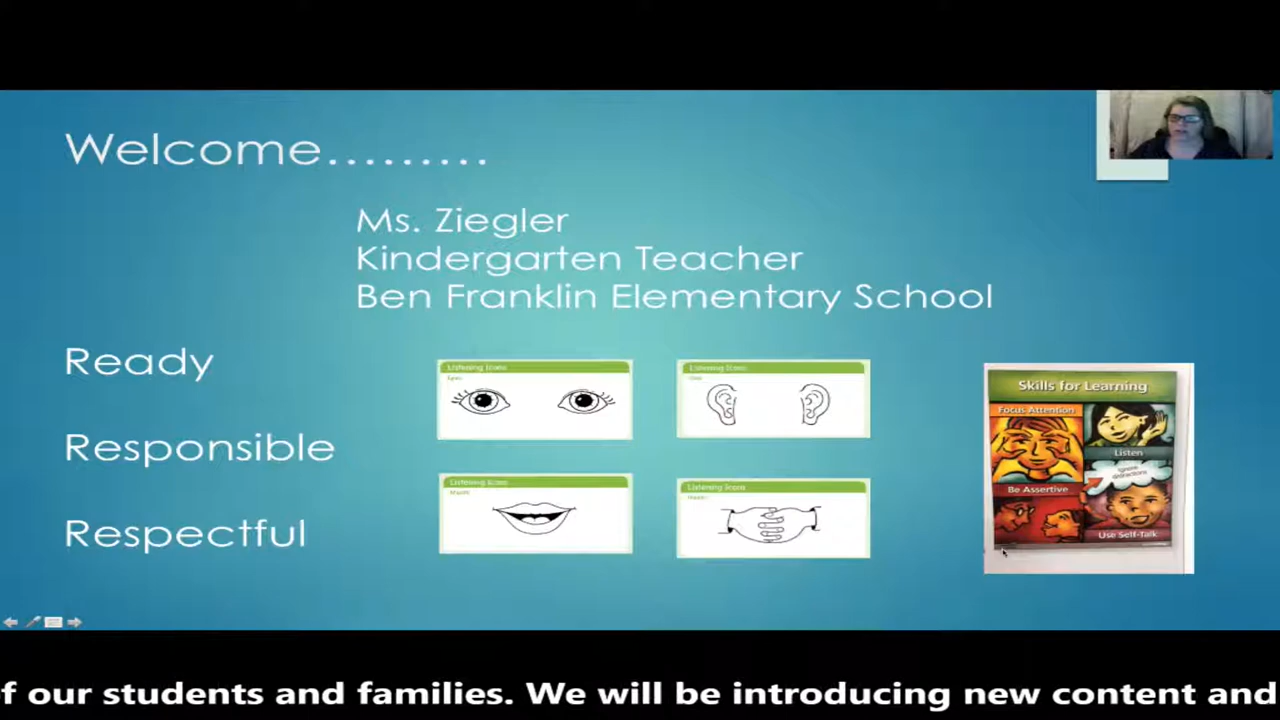 Welcome.........
Ms. Ziegler
Kindergarten Teacher
Ben Franklin Elementary School
Ready
Responsible
Respectful
Listening Icons
Eyes
Listening Icons
Listening Icons
Mouth
Listening Icons
Skills for Learning
Focus Attention
Listen
Ignore
distractions
Be Assertive
Use Self-Talk
f our students and families. We will be introducing new content and